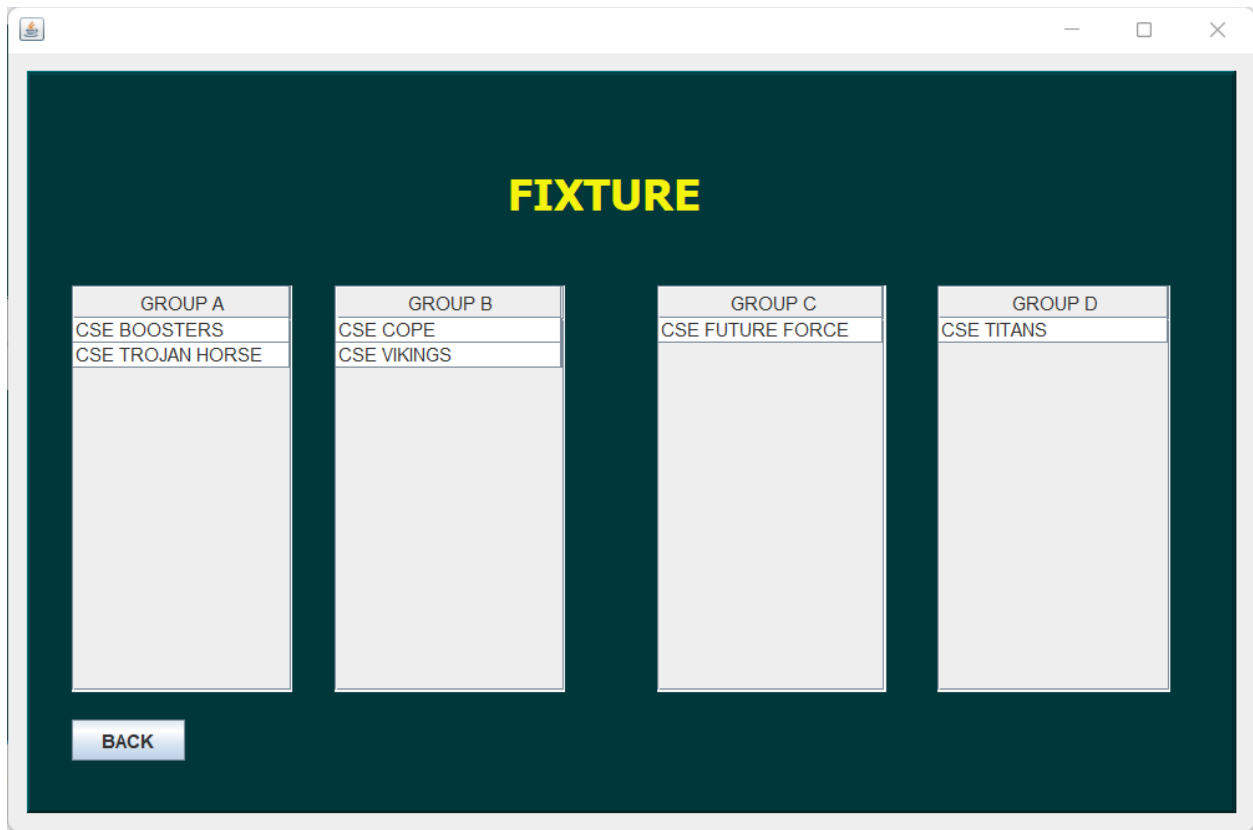 FIXTURE
GROUP A
CSE BOOSTERS
CSE TROJAN HORSE
GROUP B
CSE COPE
CSE VIKINGS
GROUP C
CSE FUTURE FORCE
GROUP D
CSE TITANS
BACK